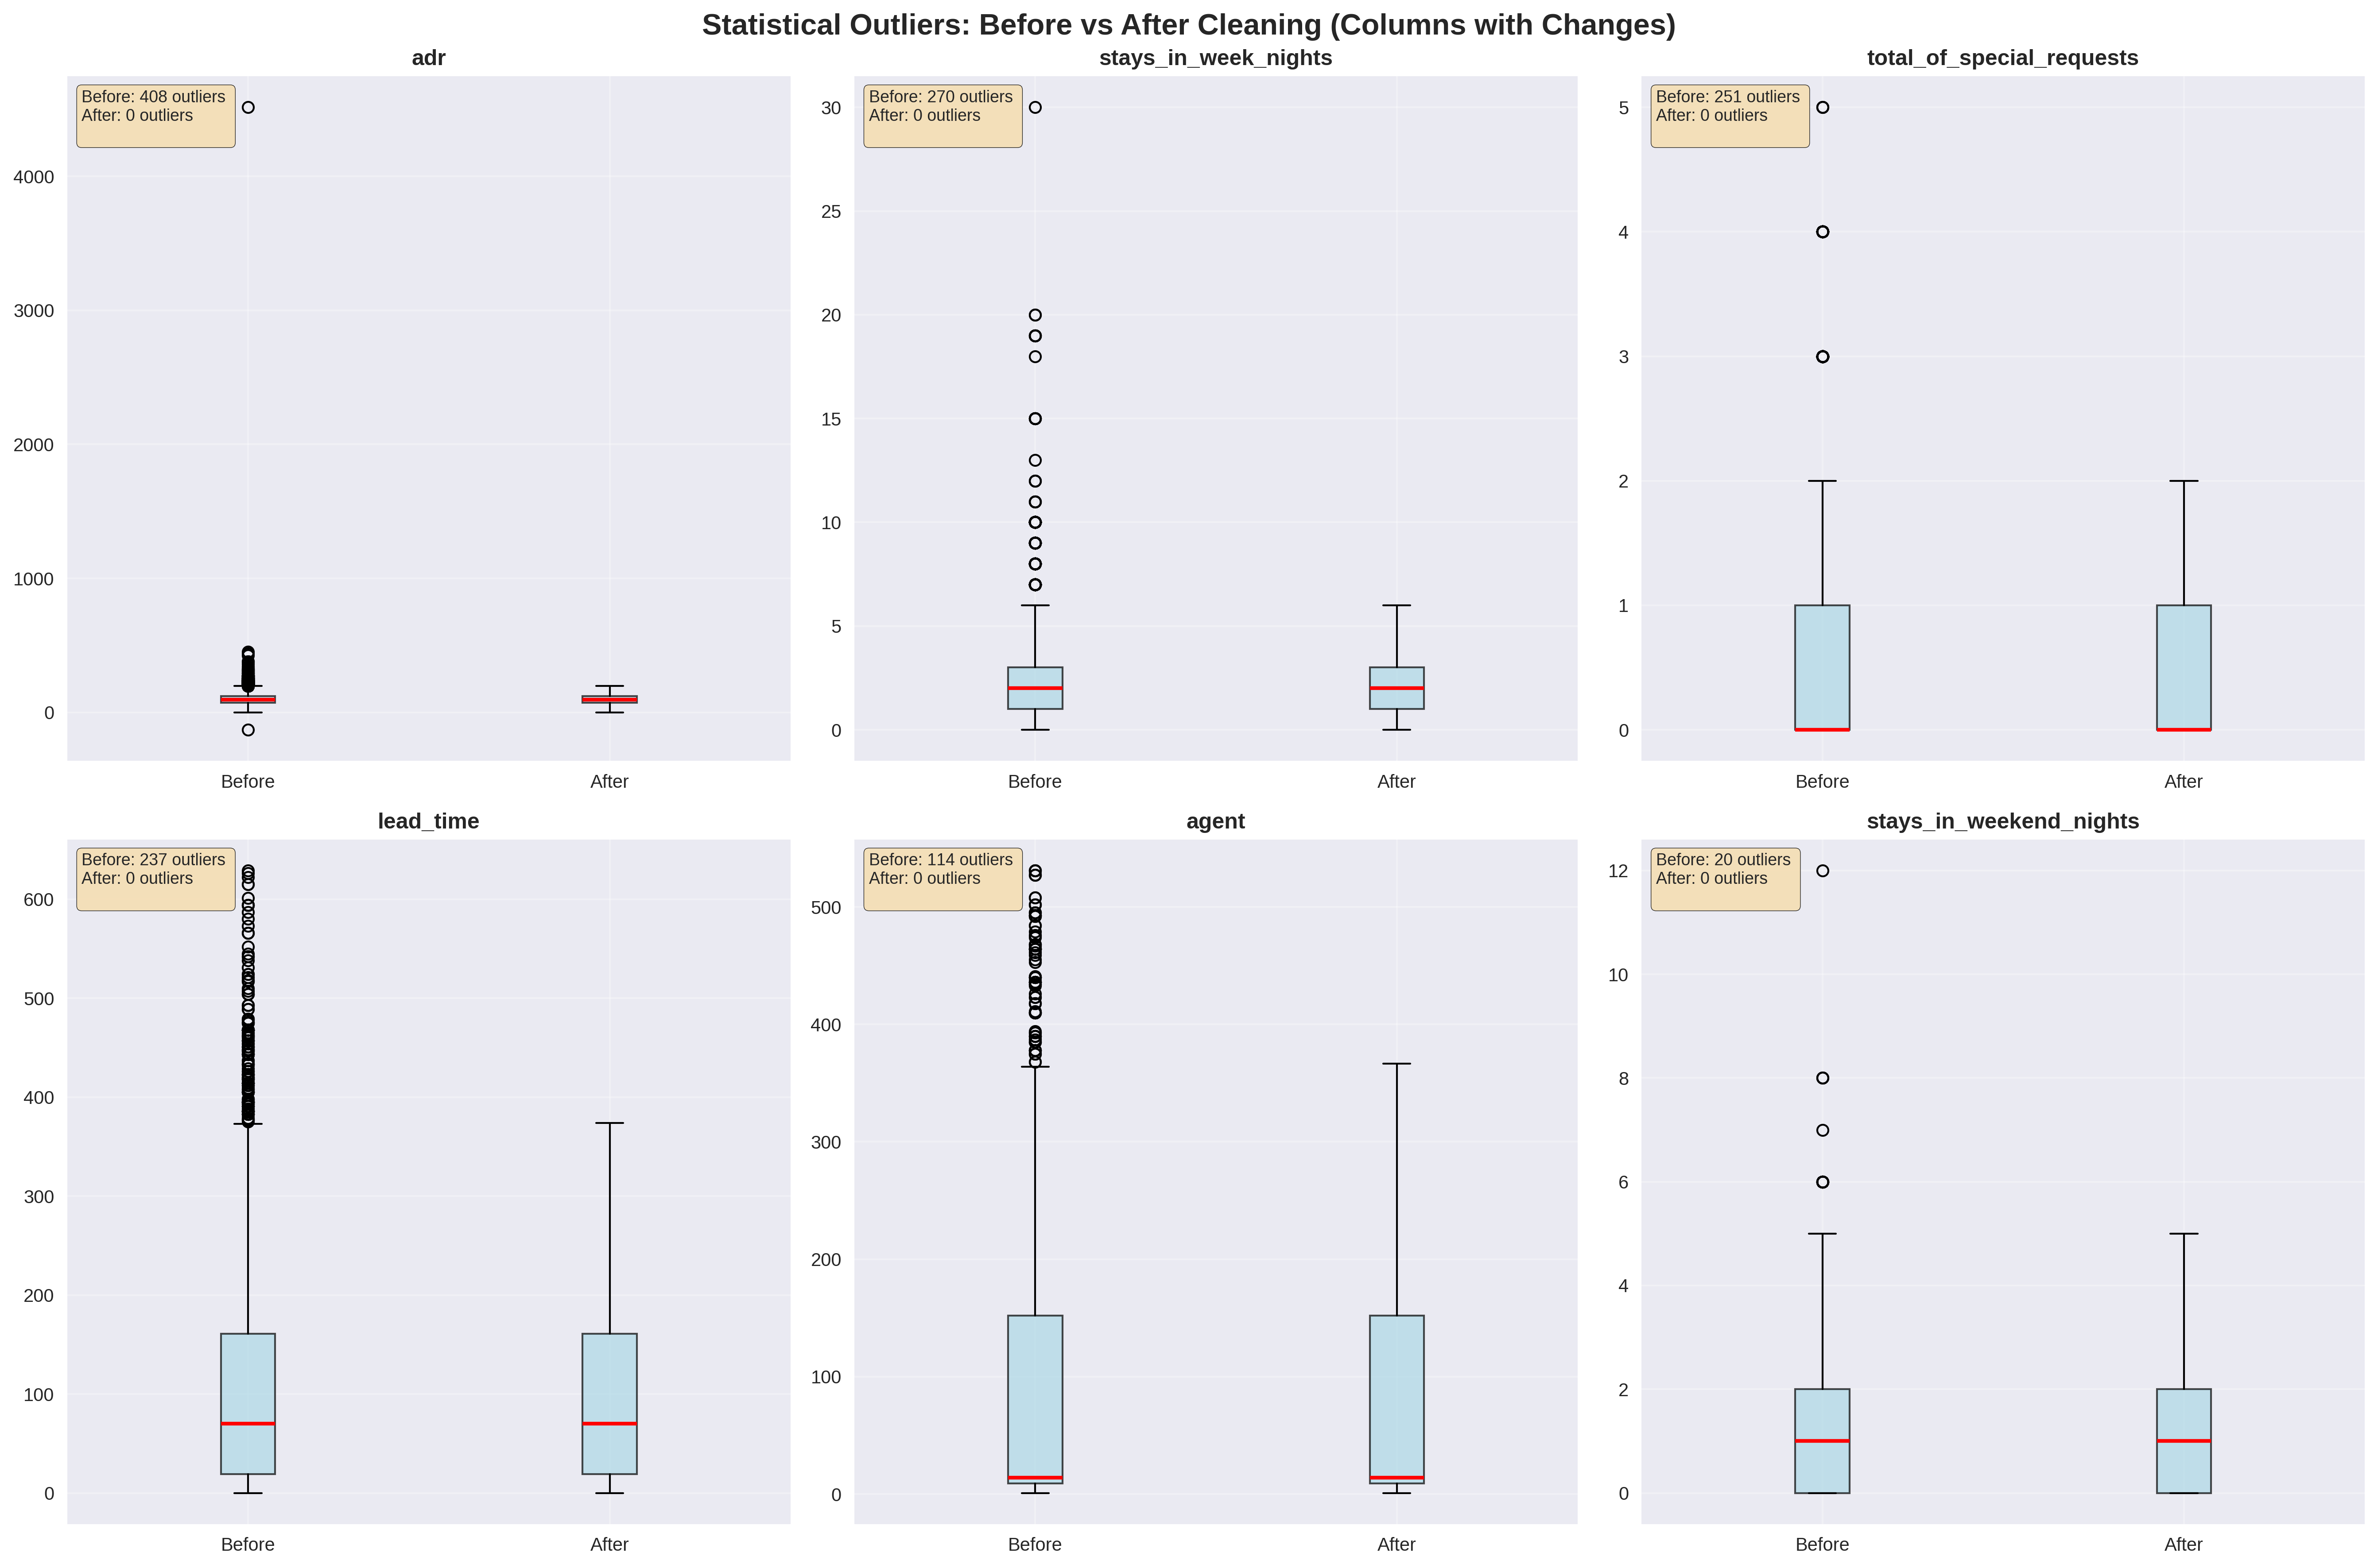 Statistical Outliers: Before vs After Cleaning (Columns with Changes)
adr
Before: 408 outliers
After: 0 outliers
4000
3000
2000
1000
0
Before After
stays_in_week_nights
Before: 270 outliers
After: 0 outliers
30
25
20
15
10
5
0
Before After
total_of_special_requests
Before: 251 outliers
After: 0 outliers
5
4
3
2
1
0
Before After
lead_time
Before: 237 outliers
After: 0 outliers
600
500
400
300
200
100
0
Before After
agent
Before: 114 outliers
After: 0 outliers
500
400
300
200
100
0
Before After
stays_in_weekend_nights
Before: 20 outliers
After: 0 outliers
12
10
8
6
4
2
0
Before After